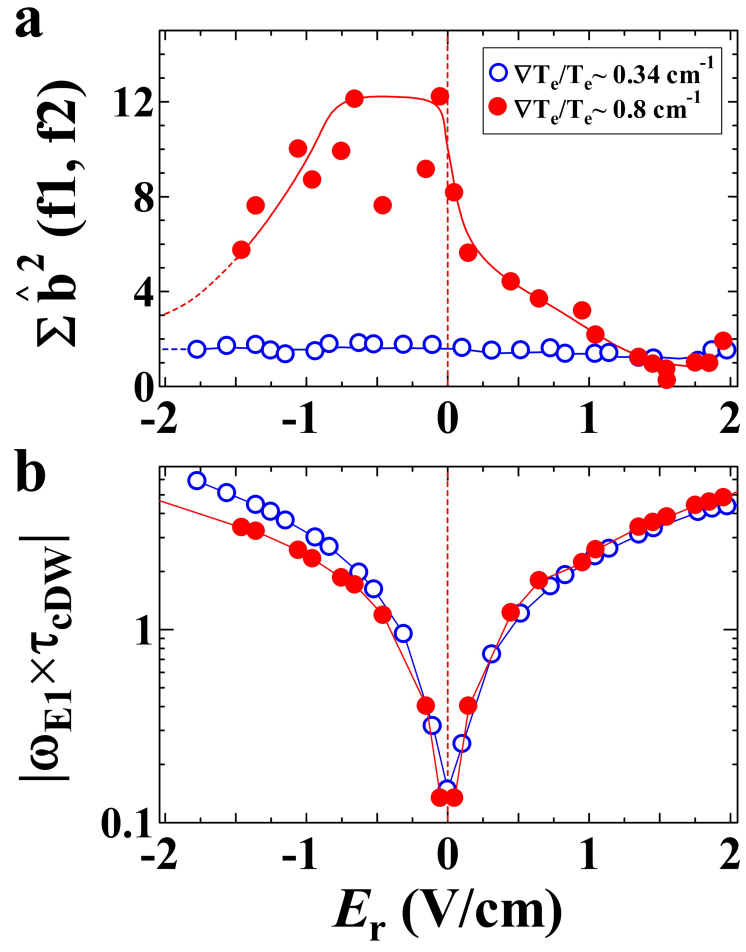 a
Σ b̂² (f1, f2)
12
8
4
0
∇Tₑ/Tₑ~ 0.34 cm⁻¹
∇Tₑ/Tₑ~ 0.8 cm⁻¹
-2 -1 0 1 2
b
|ω_E1×τ_cDW|
1
0.1
-2 -1 0 1 2
E_r (V/cm)